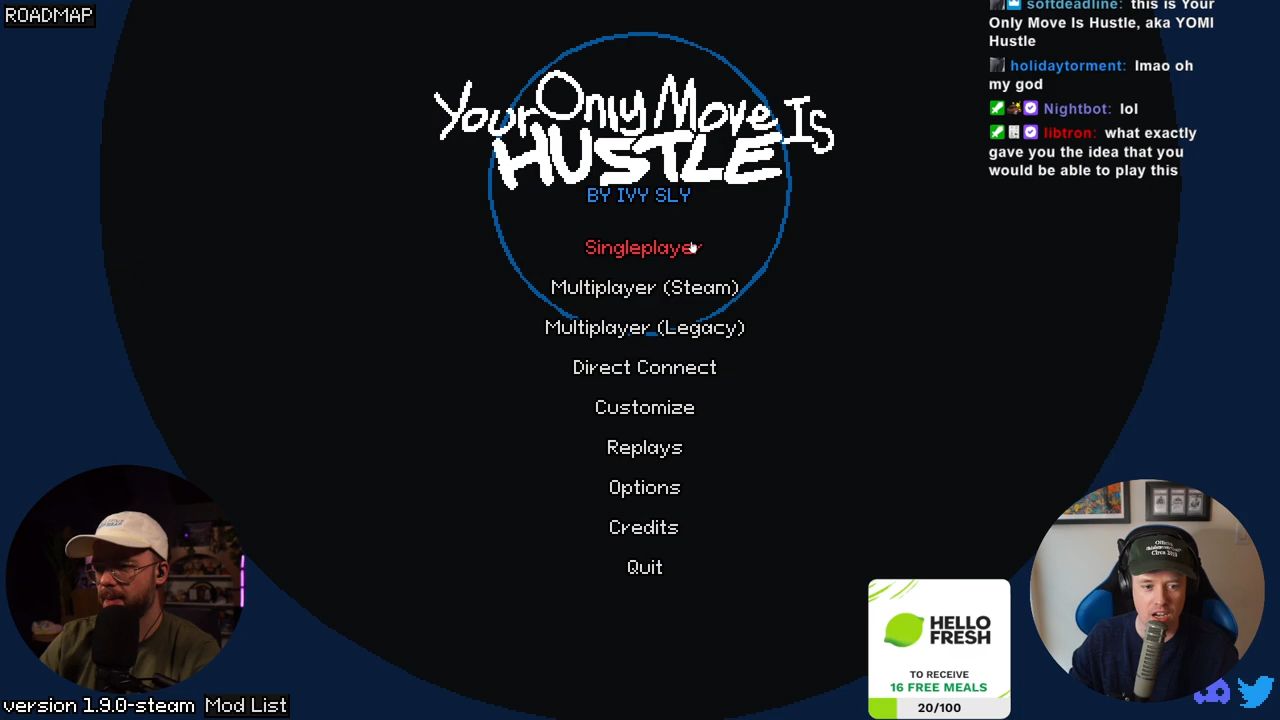 ROADMAP
softdeadline: this is Your
Only Move Is Hustle, aka YOMI
Hustle
holidaytorment: lmao oh
my god
Nightbot: lol
libtron: what exactly
gave you the idea that you
would be able to play this
Your Only Move Is
HUSTLE
BY IVY SLY
Singleplayer
Multiplayer (Steam)
Multiplayer (Legacy)
Direct Connect
Customize
Replays
Options
Credits
Quit
HELLO
FRESH
TO RECEIVE
16 FREE MEALS
20/100
version 1.9.0-steam
Mod List